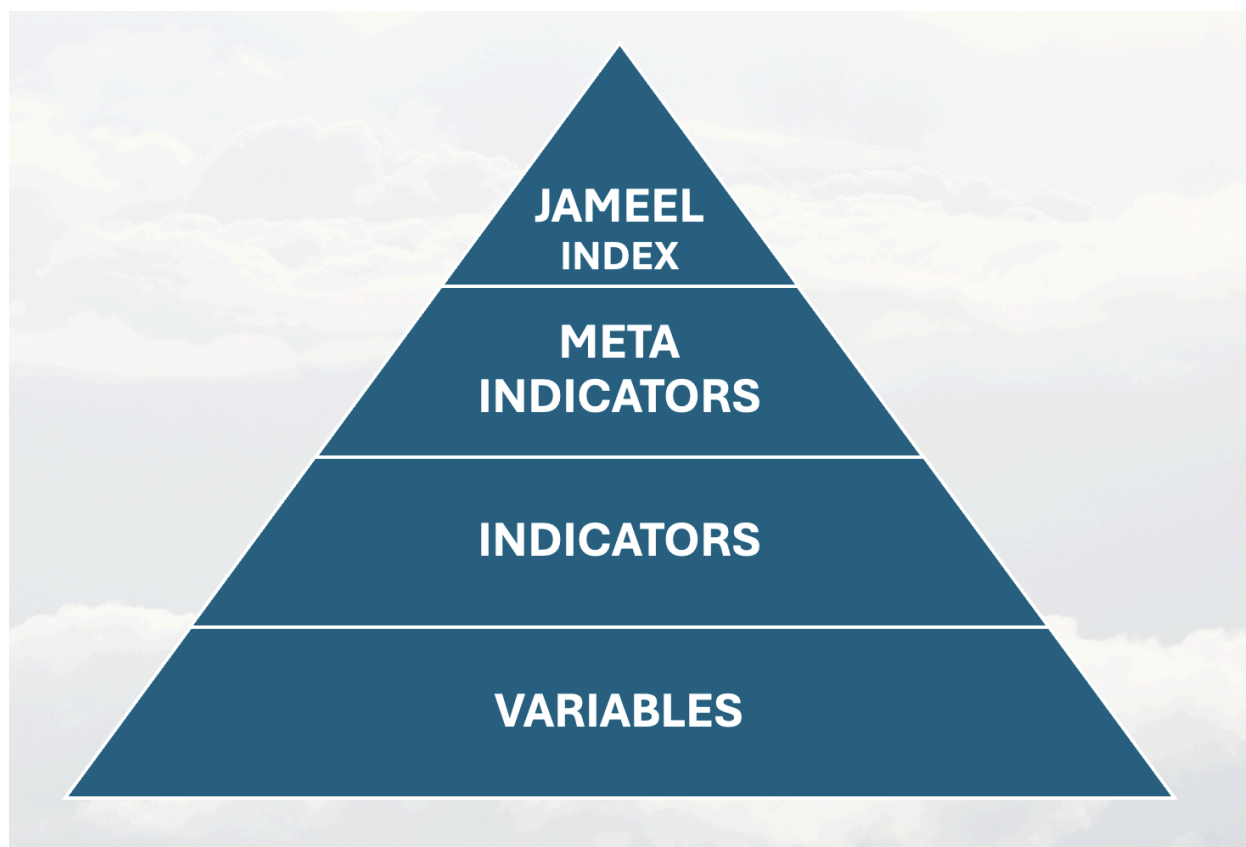 JAMEEL
INDEX
META
INDICATORS
INDICATORS
VARIABLES